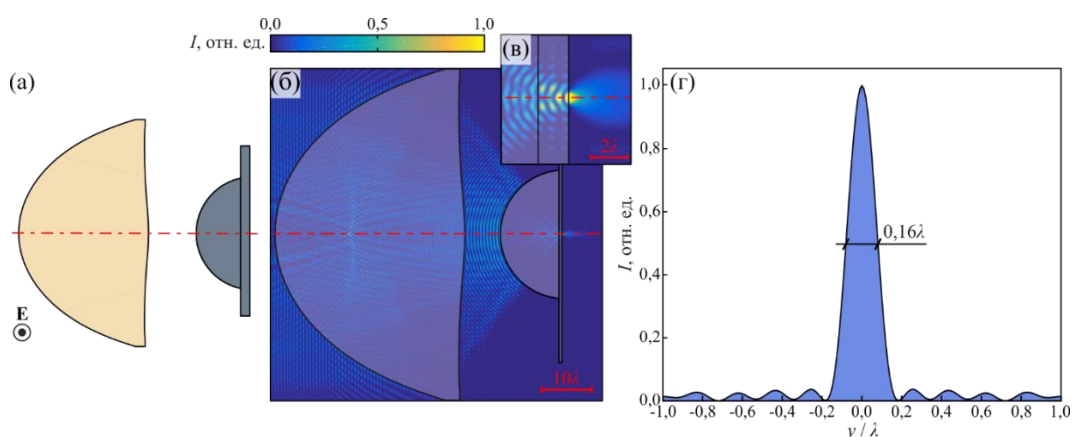 0,0 0,5 1,0
I, отн. ед.
(а)
(б)
(в)
2λ
10λ
E
(г)
1,0
0,8
0,6
0,4
0,2
0,0
I, отн. ед.
0,16λ
-1,0 -0,8 -0,6 -0,4 -0,2 0,0 0,2 0,4 0,6 0,8 1,0
y / λ